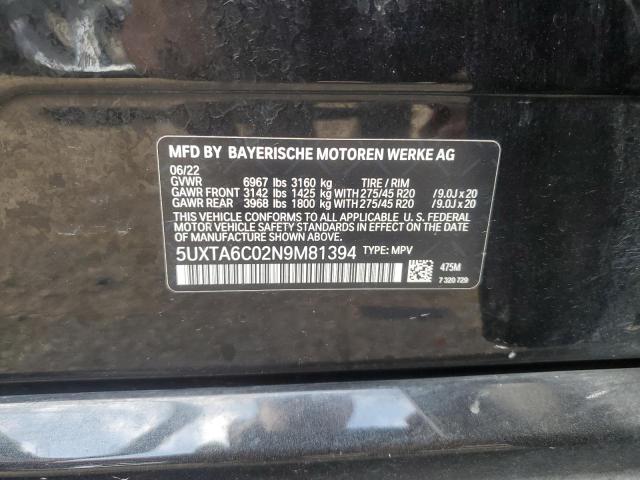 MFD BY BAYERISCHE MOTOREN WERKE AG
06/22
GVWR 6967 lbs 3160 kg TIRE / RIM
GAWR FRONT 3142 lbs 1425 kg WITH 275/45 R20 /9.0J x 20
GAWR REAR 3968 lbs 1800 kg WITH 275/45 R20 /9.0J x 20
THIS VEHICLE CONFORMS TO ALL APPLICABLE U. S. FEDERAL
MOTOR VEHICLE SAFETY STANDARDS IN EFFECT ON THE DATE
OF MANUFACTURE SHOWN ABOVE.
5UXTA6C02N9M81394 TYPE: MPV
475M
7 320 729